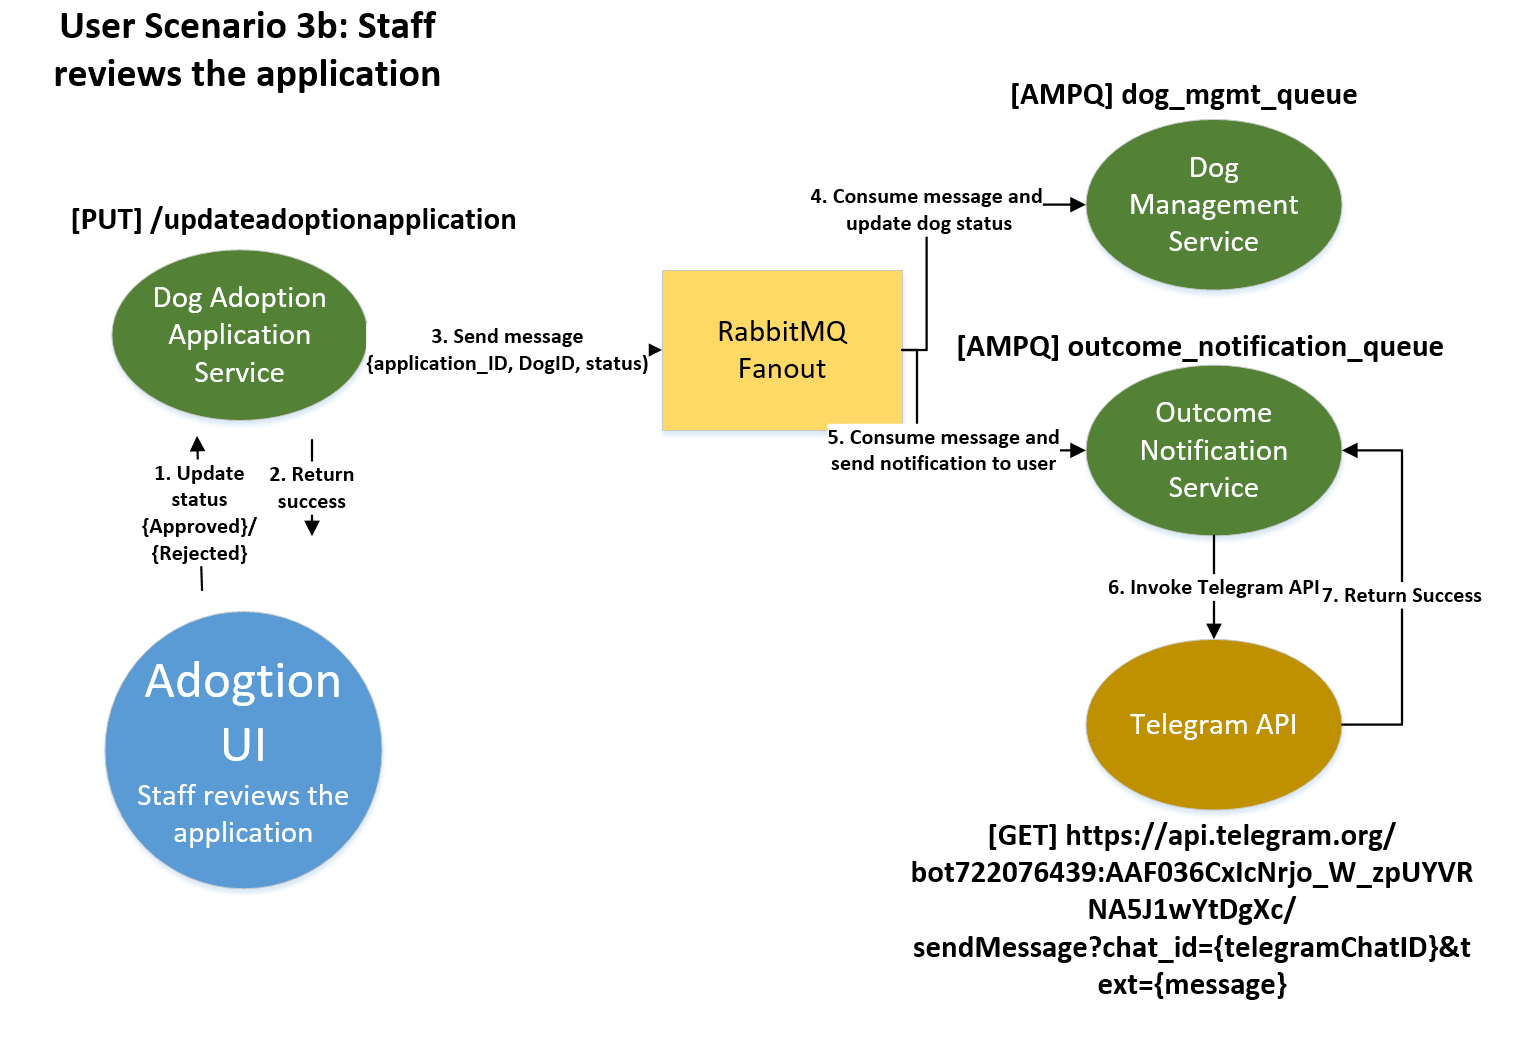 User Scenario 3b: Staff
reviews the application
[AMPQ] dog_mgmt_queue
Dog
Management
Service
4. Consume message and
update dog status
[PUT] /updateadoptionapplication
Dog Adoption
Application
Service
3. Send message
{application_ID, DogID, status)
RabbitMQ
Fanout
[AMPQ] outcome_notification_queue
Outcome
Notification
Service
5. Consume message and
send notification to user
1. Update
status
{Approved}/
{Rejected}
2. Return
success
6. Invoke Telegram API
7. Return Success
Adogtion
UI
Staff reviews the
application
Telegram API
[GET] https://api.telegram.org/
bot722076439:AAF036CxIcNrjo_W_zpUYVR
NA5J1wYtDgXc/
sendMessage?chat_id={telegramChatID}&t
ext={message}